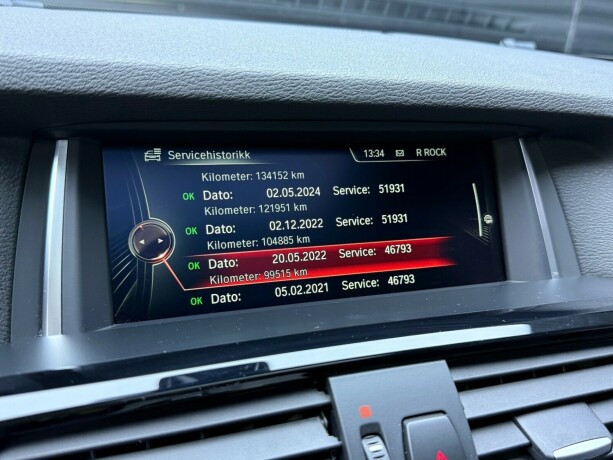 Servicehistorikk 13:34 R ROCK
Kilometer: 134152 km
OK Dato: 02.05.2024 Service: 51931
Kilometer: 121951 km
OK Dato: 02.12.2022 Service: 51931
Kilometer: 104885 km
OK Dato: 20.05.2022 Service: 46793
Kilometer: 99515 km
OK Dato: 05.02.2021 Service: 46793